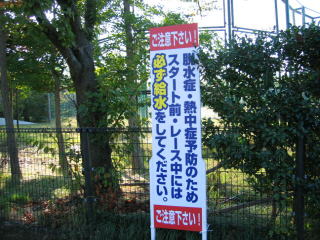 ご注意下さい！
脱水症・熱中症予防のため
スタート前・レース中には
必ず給水をしてください。
ご注意下さい！